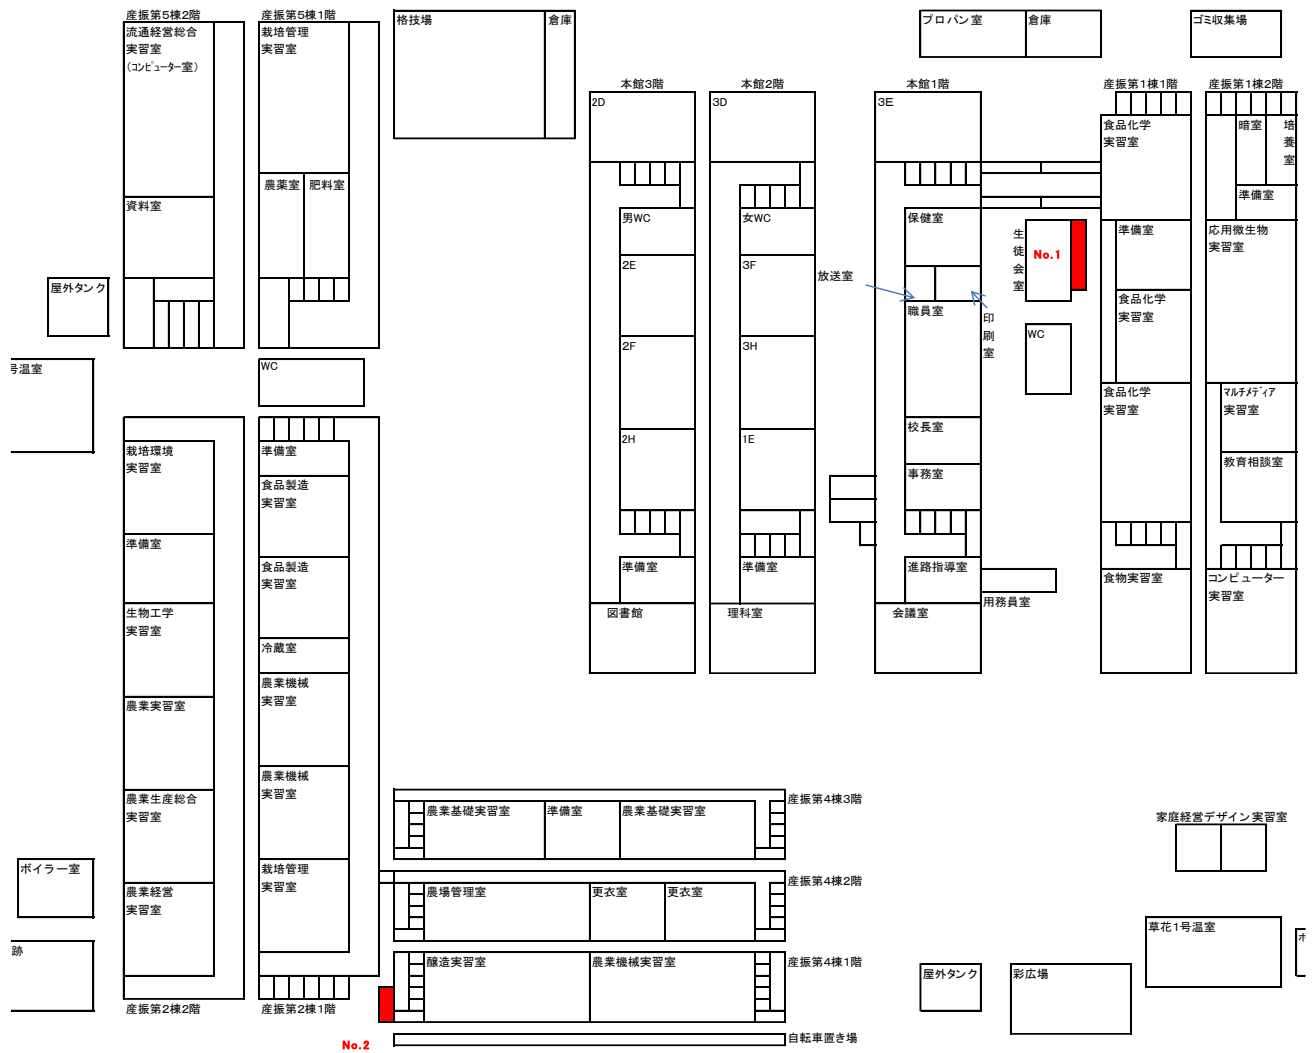 産振第5棟2階
流通経営総合
実習室
(コンピューター室)
資料室
産振第5棟1階
栽培管理
実習室
農薬室
肥料室
格技場
倉庫
プロパン室
倉庫
ゴミ収集場
本館3階
2D
男WC
2E
2F
2H
準備室
図書館
本館2階
3D
女WC
3F
3H
1E
準備室
理科室
本館1階
3E
保健室
放送室
職員室
印
刷
室
校長室
事務室
進路指導室
用務員室
会議室
生
徒
会
室
No.1
WC
産振第1棟1階
食品化学
実習室
準備室
食品化学
実習室
食品化学
実習室
食物実習室
産振第1棟2階
暗室
培
養
室
準備室
応用微生物
実習室
マルチメディア
実習室
教育相談室
コンピューター
実習室
屋外タンク
号温室
WC
栽培環境
実習室
準備室
生物工学
実習室
農業実習室
農業生産総合
実習室
農業経営
実習室
産振第2棟2階
準備室
食品製造
実習室
食品製造
実習室
冷蔵室
農業機械
実習室
農業機械
実習室
栽培管理
実習室
産振第2棟1階
ボイラー室
跡
産振第4棟3階
農業基礎実習室
準備室
農業基礎実習室
産振第4棟2階
農場管理室
更衣室
更衣室
産振第4棟1階
醸造実習室
農業機械実習室
No.2
自転車置き場
家庭経営デザイン実習室
草花1号温室
屋外タンク
彩広場